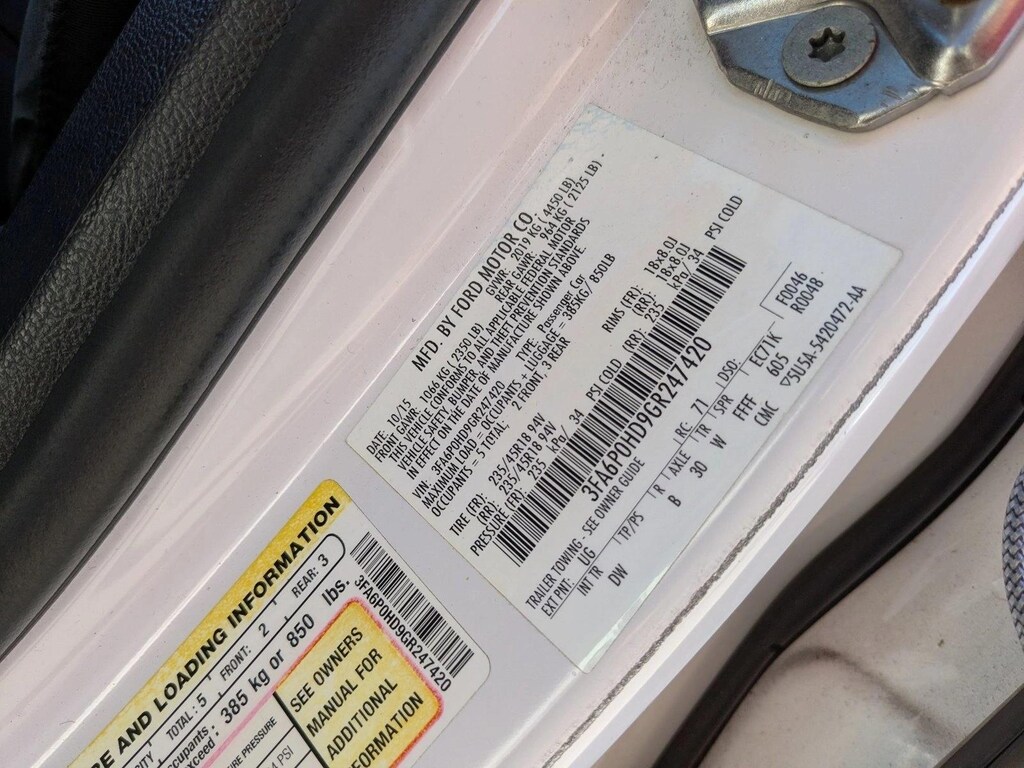 MFD. BY FORD MOTOR CO.
DATE: 10/15 GVWR: 2019 KG ( 4450 LB)
FRONT GAWR: 1066 KG( 2350 LB) REAR GAWR: 964 KG ( 2125 LB)
THIS VEHICLE CONFORMS TO ALL APPLICABLE FEDERAL MOTOR
VEHICLE SAFETY, BUMPER, AND THEFT PREVENTION STANDARDS
IN EFFECT ON THE DATE OF MANUFACTURE SHOWN ABOVE
VIN: 3FA6P0HD9GR247420 TYPE: Passenger Car
MAXIMUM LOAD = OCCUPANTS + LUGGAGE = 385KG/ 850LB
OCCUPANTS = 5 TOTAL: 2 FRONT, 3 REAR
TIRE (FR): 235/45R18 94V RIMS (FR): 18x8.0J
(RR): 235/45R18 94V (RR): 18x8.0J
PRESSURE (FR): 235 kPa/ 34 PSI COLD (RR): 235 kPa/ 34 PSI COLD
3FA6P0HD9GR247420
TRAILER TOWING - SEE OWNER GUIDE
EXT PNT: UG RC: 71 DSO: F0046
INT TR TP/PS R AXLE TR SPR EC71K R0048
DW B 30 W FFFF 605
CMC ▽5U5A-5420472-AA
RE AND LOADING INFORMATION
TOTAL : 5 FRONT: 2 REAR: 3
385 kg or 850 lbs.
SEE OWNERS
MANUAL FOR
ADDITIONAL
3FA6P0HD9GR247420